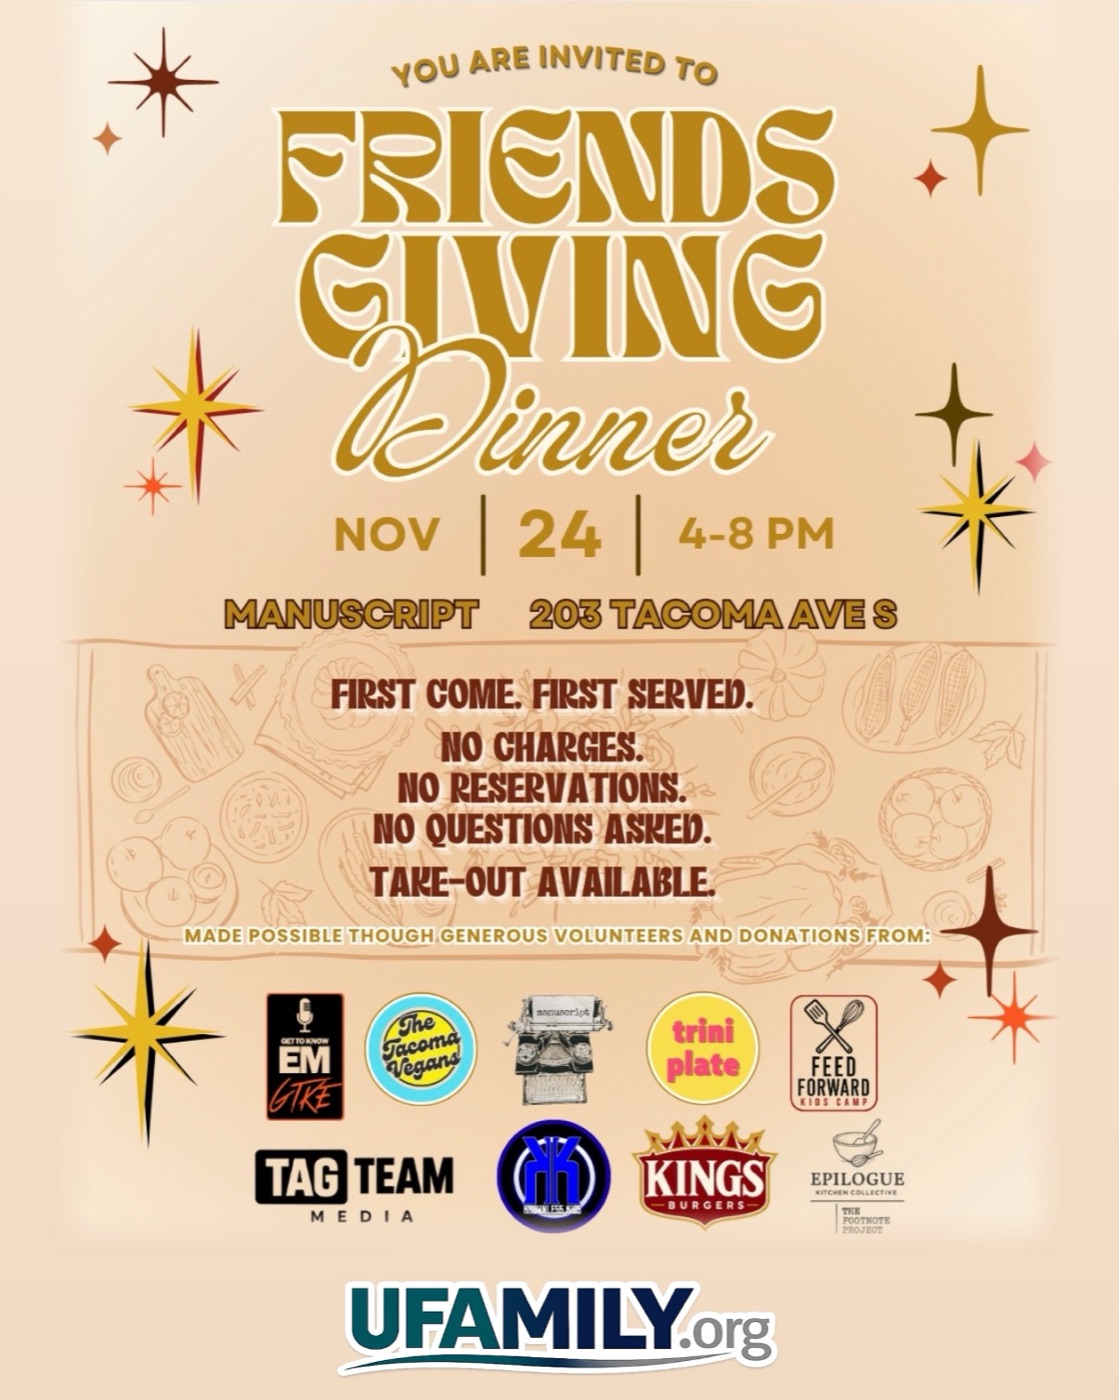 YOU ARE INVITED TO
FRIENDS
GIVING
Dinner
NOV | 24 | 4-8 PM
MANUSCRIPT 203 TACOMA AVE S
FIRST COME. FIRST SERVED.
NO CHARGES.
NO RESERVATIONS.
NO QUESTIONS ASKED.
TAKE-OUT AVAILABLE.
MADE POSSIBLE THOUGH GENEROUS VOLUNTEERS AND DONATIONS FROM:
GET TO KNOW
EM
GTKE
The
Tacoma
Vegans
manuscript
trini
plate
FEED
FORWARD
KIDS CAMP
TAG TEAM
MEDIA
KINGS
BURGERS
EPILOGUE
KITCHEN COLLECTIVE
THE
FOOTNOTE
PROJECT
UFAMILY.org